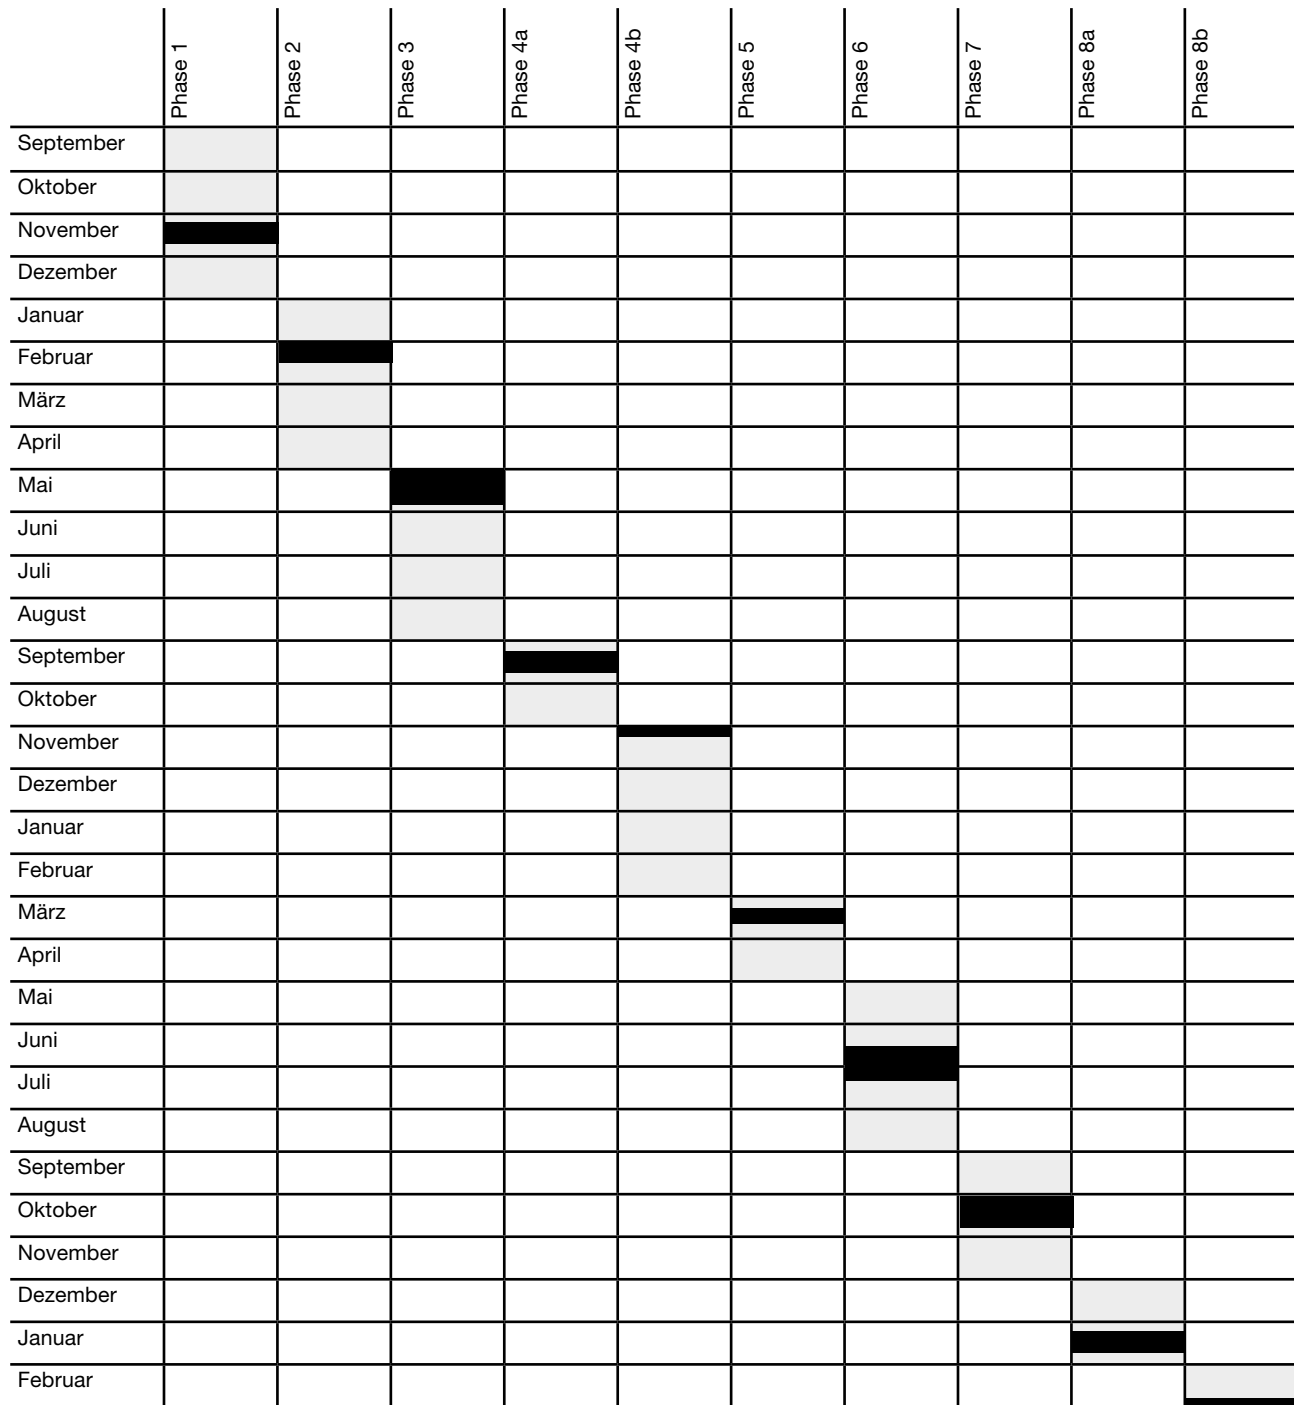 Phase 1
Phase 2
Phase 3
Phase 4a
Phase 4b
Phase 5
Phase 6
Phase 7
Phase 8a
Phase 8b
September
Oktober
November
Dezember
Januar
Februar
März
April
Mai
Juni
Juli
August
September
Oktober
November
Dezember
Januar
Februar
März
April
Mai
Juni
Juli
August
September
Oktober
November
Dezember
Januar
Februar